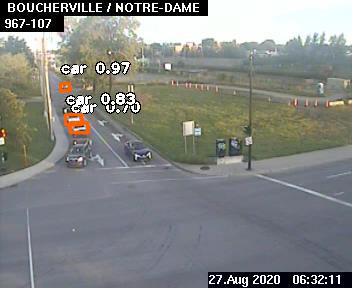 BOUCHERVILLE / NOTRE-DAME
967-107
car 0.97
car 0.83
car 0.70
27.Aug 2020 06:32:11